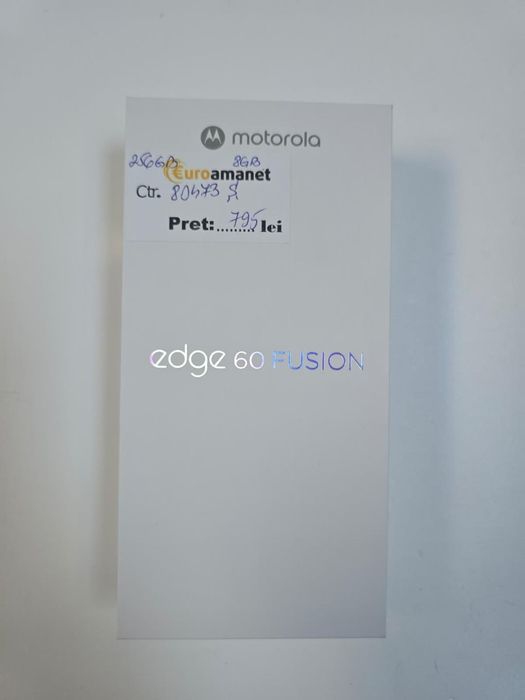 motorola
256GB 8GB
Euroamanet
Ctr. 80473 Ş
Pret:.......795 lei
edge 60 FUSION